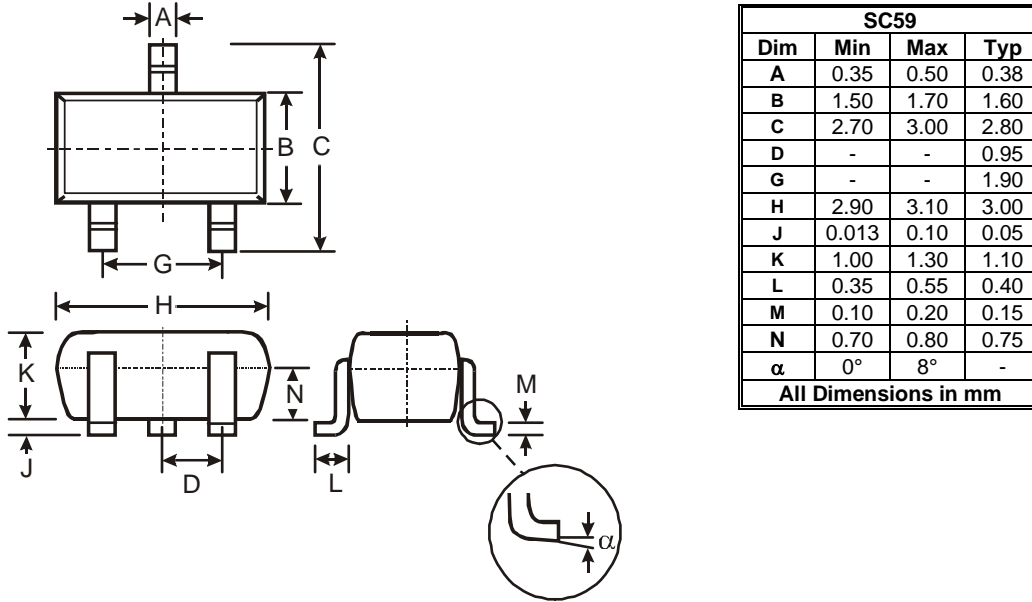 A
B
C
G
H
K
N
J
D
L
M
α
SC59
Dim Min Max Typ
A 0.35 0.50 0.38
B 1.50 1.70 1.60
C 2.70 3.00 2.80
D - - 0.95
G - - 1.90
H 2.90 3.10 3.00
J 0.013 0.10 0.05
K 1.00 1.30 1.10
L 0.35 0.55 0.40
M 0.10 0.20 0.15
N 0.70 0.80 0.75
α 0° 8° -
All Dimensions in mm